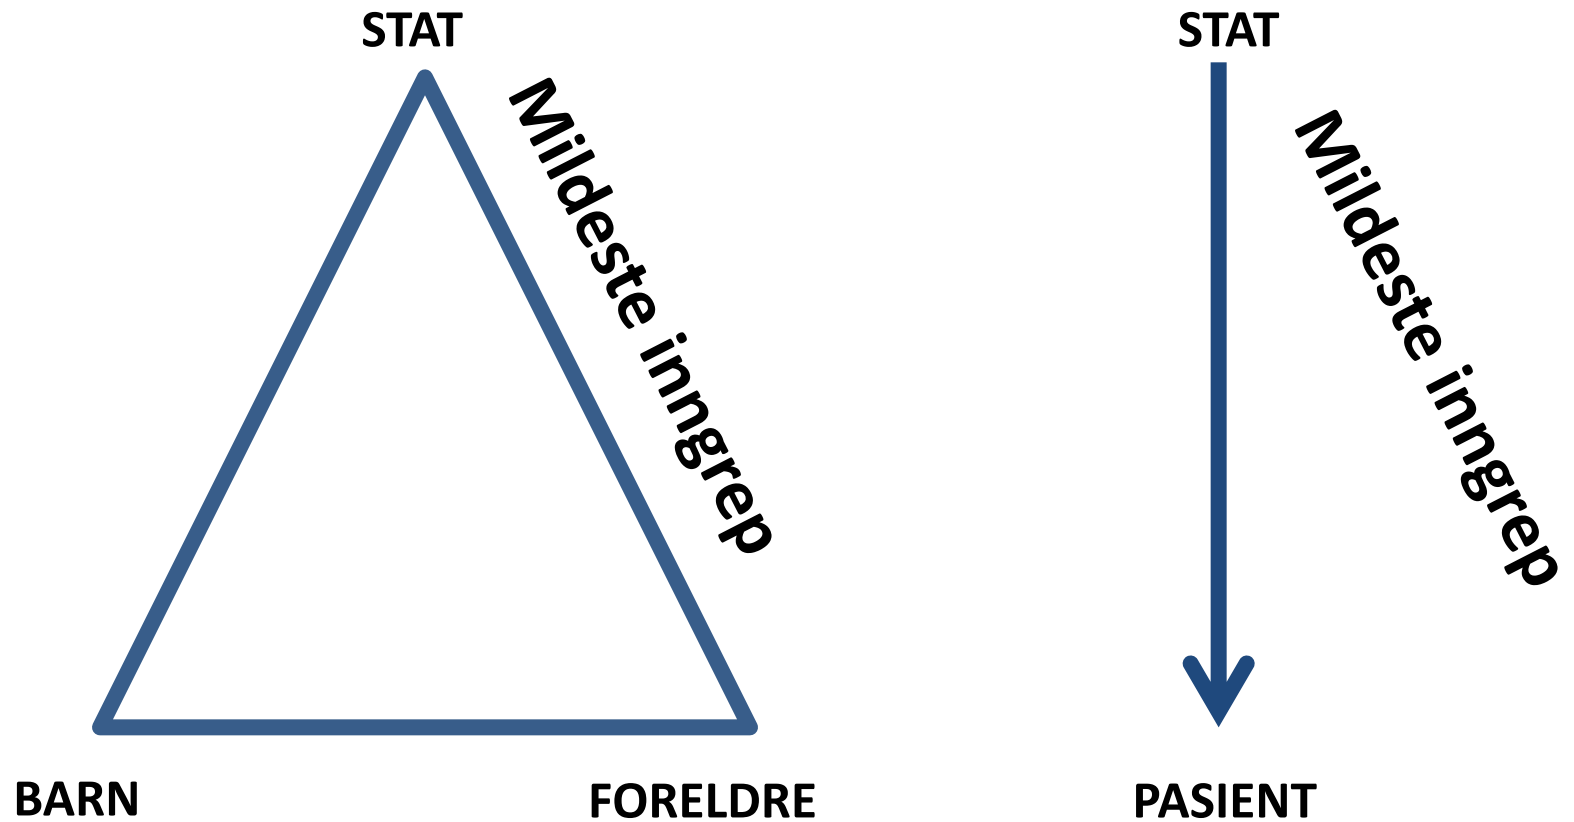 STAT
Mildeste inngrep
BARN
FORELDRE
STAT
Mildeste inngrep
PASIENT